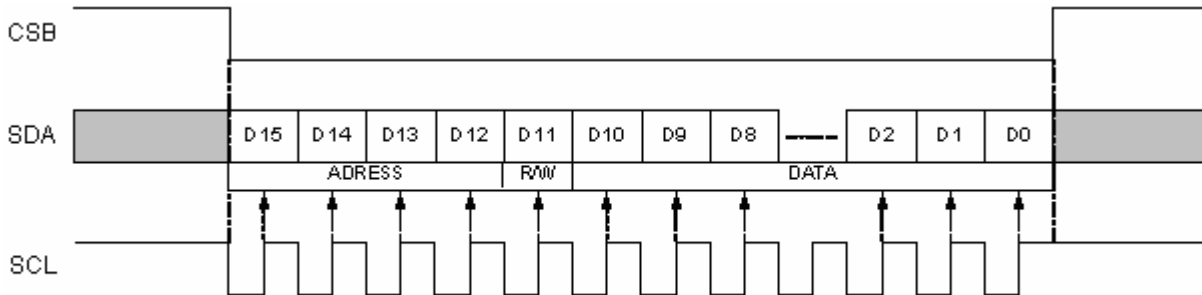 CSB
SDA D15 D14 D13 D12 D11 D10 D9 D8 D2 D1 D0
ADRESS R/W DATA
SCL